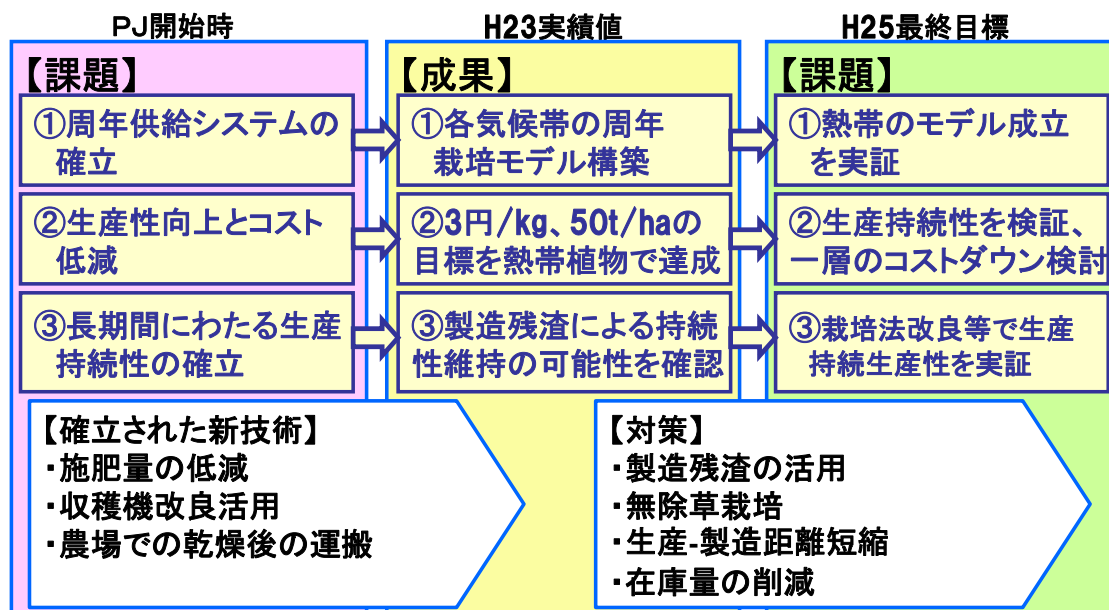 PJ開始時
【課題】
①周年供給システムの
確立
②生産性向上とコスト
低減
③長期間にわたる生産
持続性の確立
H23実績値
【成果】
①各気候帯の周年
栽培モデル構築
②3円/kg、50t/haの
目標を熱帯植物で達成
③製造残渣による持続
性維持の可能性を確認
H25最終目標
【課題】
①熱帯のモデル成立
を実証
②生産持続性を検証、
一層のコストダウン検討
③栽培法改良等で生産
持続生産性を実証
【確立された新技術】
・施肥量の低減
・収穫機改良活用
・農場での乾燥後の運搬
【対策】
・製造残渣の活用
・無除草栽培
・生産-製造距離短縮
・在庫量の削減